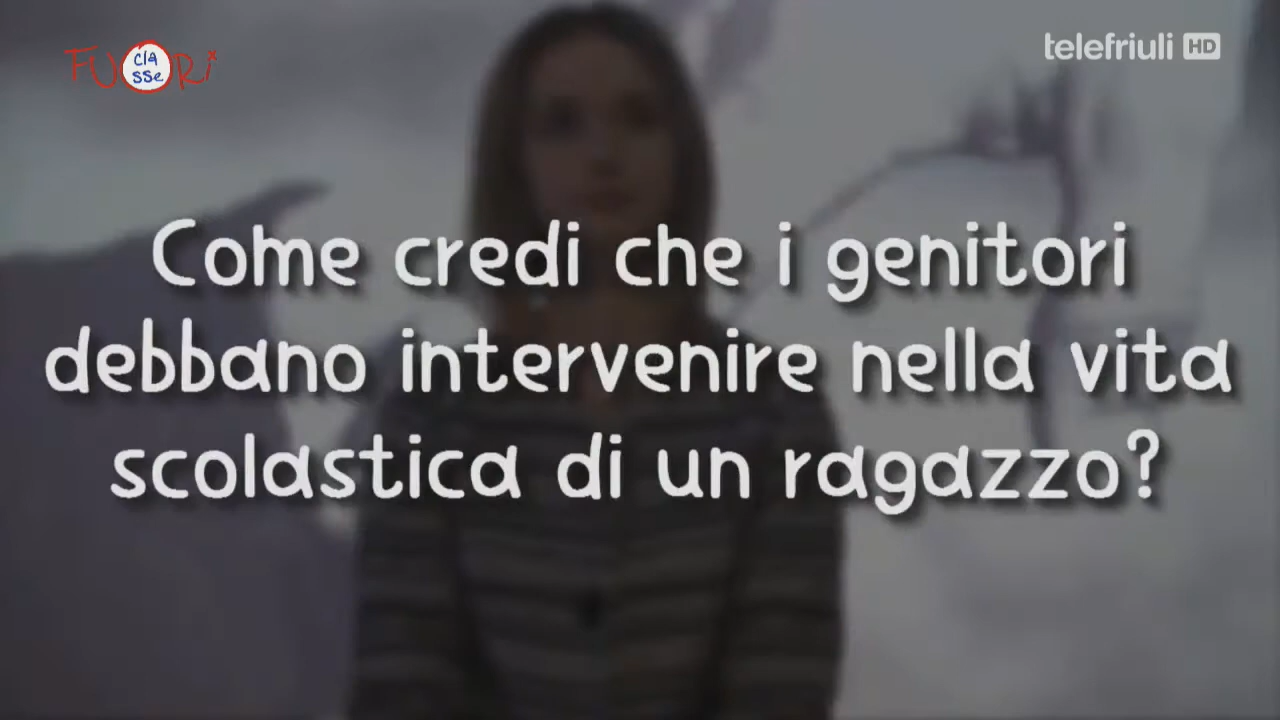 FUORi
cla
sse
telefriuli HD
Come credi che i genitori
debbano intervenire nella vita
scolastica di un ragazzo?